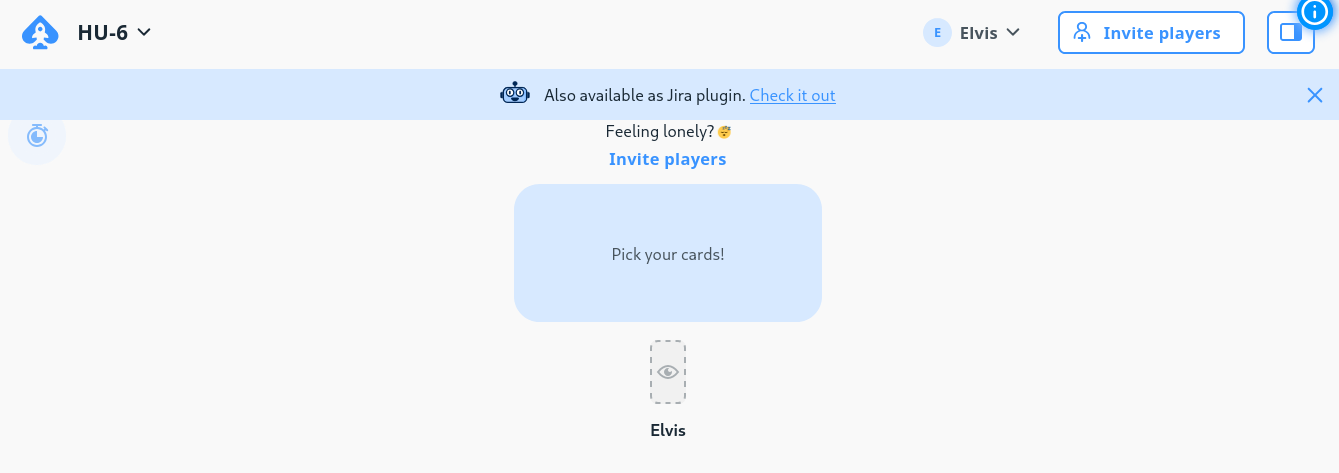 HU-6
E Elvis
Invite players
Also available as Jira plugin. Check it out
Feeling lonely? 😴
Invite players
Pick your cards!
Elvis